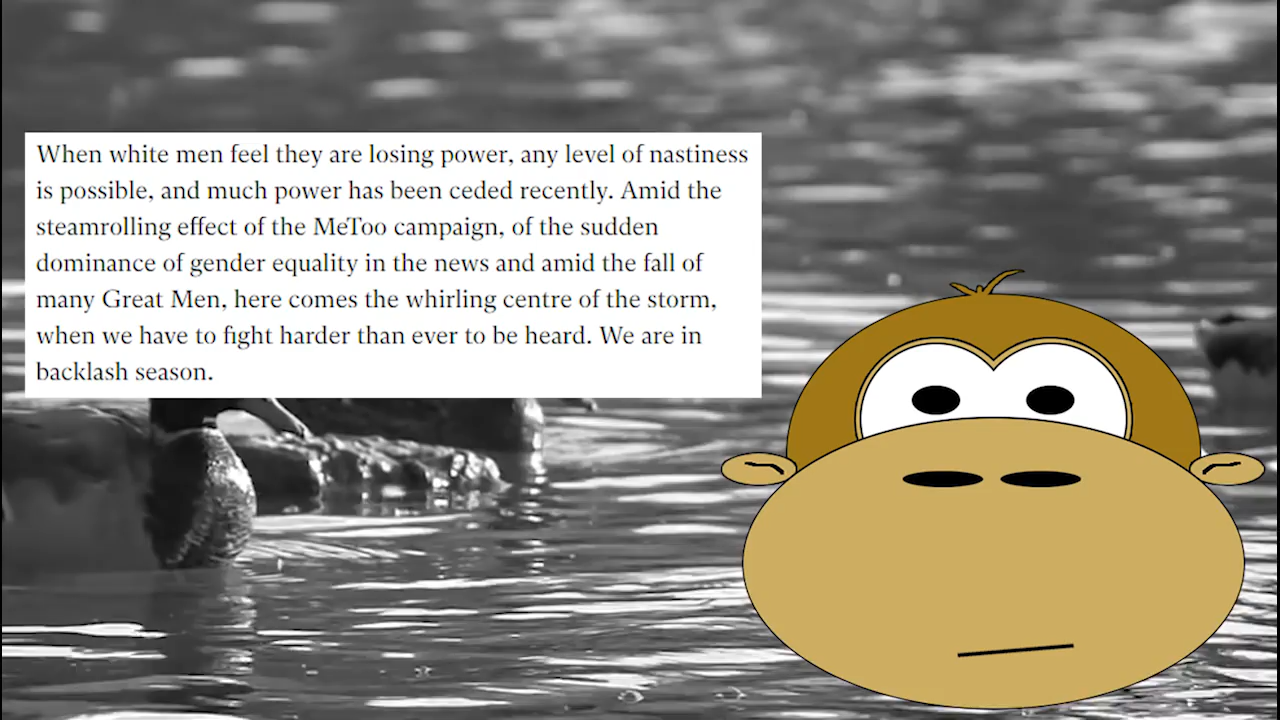 When white men feel they are losing power, any level of nastiness
is possible, and much power has been ceded recently. Amid the
steamrolling effect of the MeToo campaign, of the sudden
dominance of gender equality in the news and amid the fall of
many Great Men, here comes the whirling centre of the storm,
when we have to fight harder than ever to be heard. We are in
backlash season.